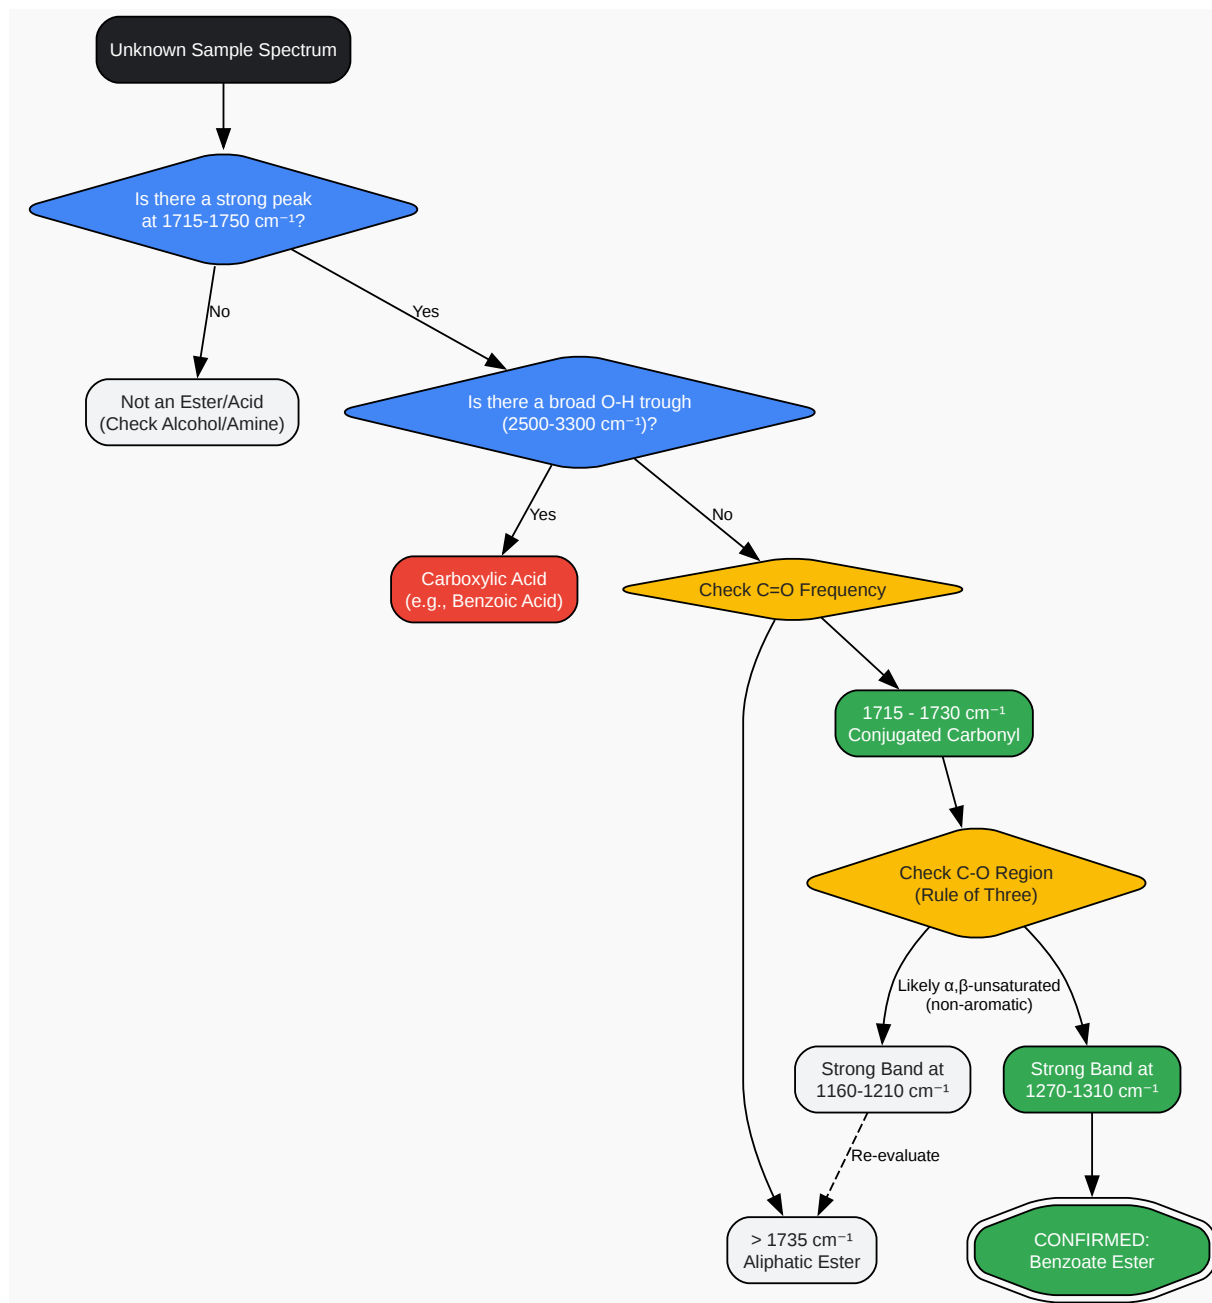 Unknown Sample Spectrum
Is there a strong peak
at 1715-1750 cm⁻¹?
No
Yes
Not an Ester/Acid
(Check Alcohol/Amine)
Is there a broad O-H trough
(2500-3300 cm⁻¹)?
Yes
No
Carboxylic Acid
(e.g., Benzoic Acid)
Check C=O Frequency
1715 - 1730 cm⁻¹
Conjugated Carbonyl
Check C-O Region
(Rule of Three)
Likely α,β-unsaturated
(non-aromatic)
Strong Band at
1160-1210 cm⁻¹
Strong Band at
1270-1310 cm⁻¹
Re-evaluate
> 1735 cm⁻¹
Aliphatic Ester
CONFIRMED:
Benzoate Ester